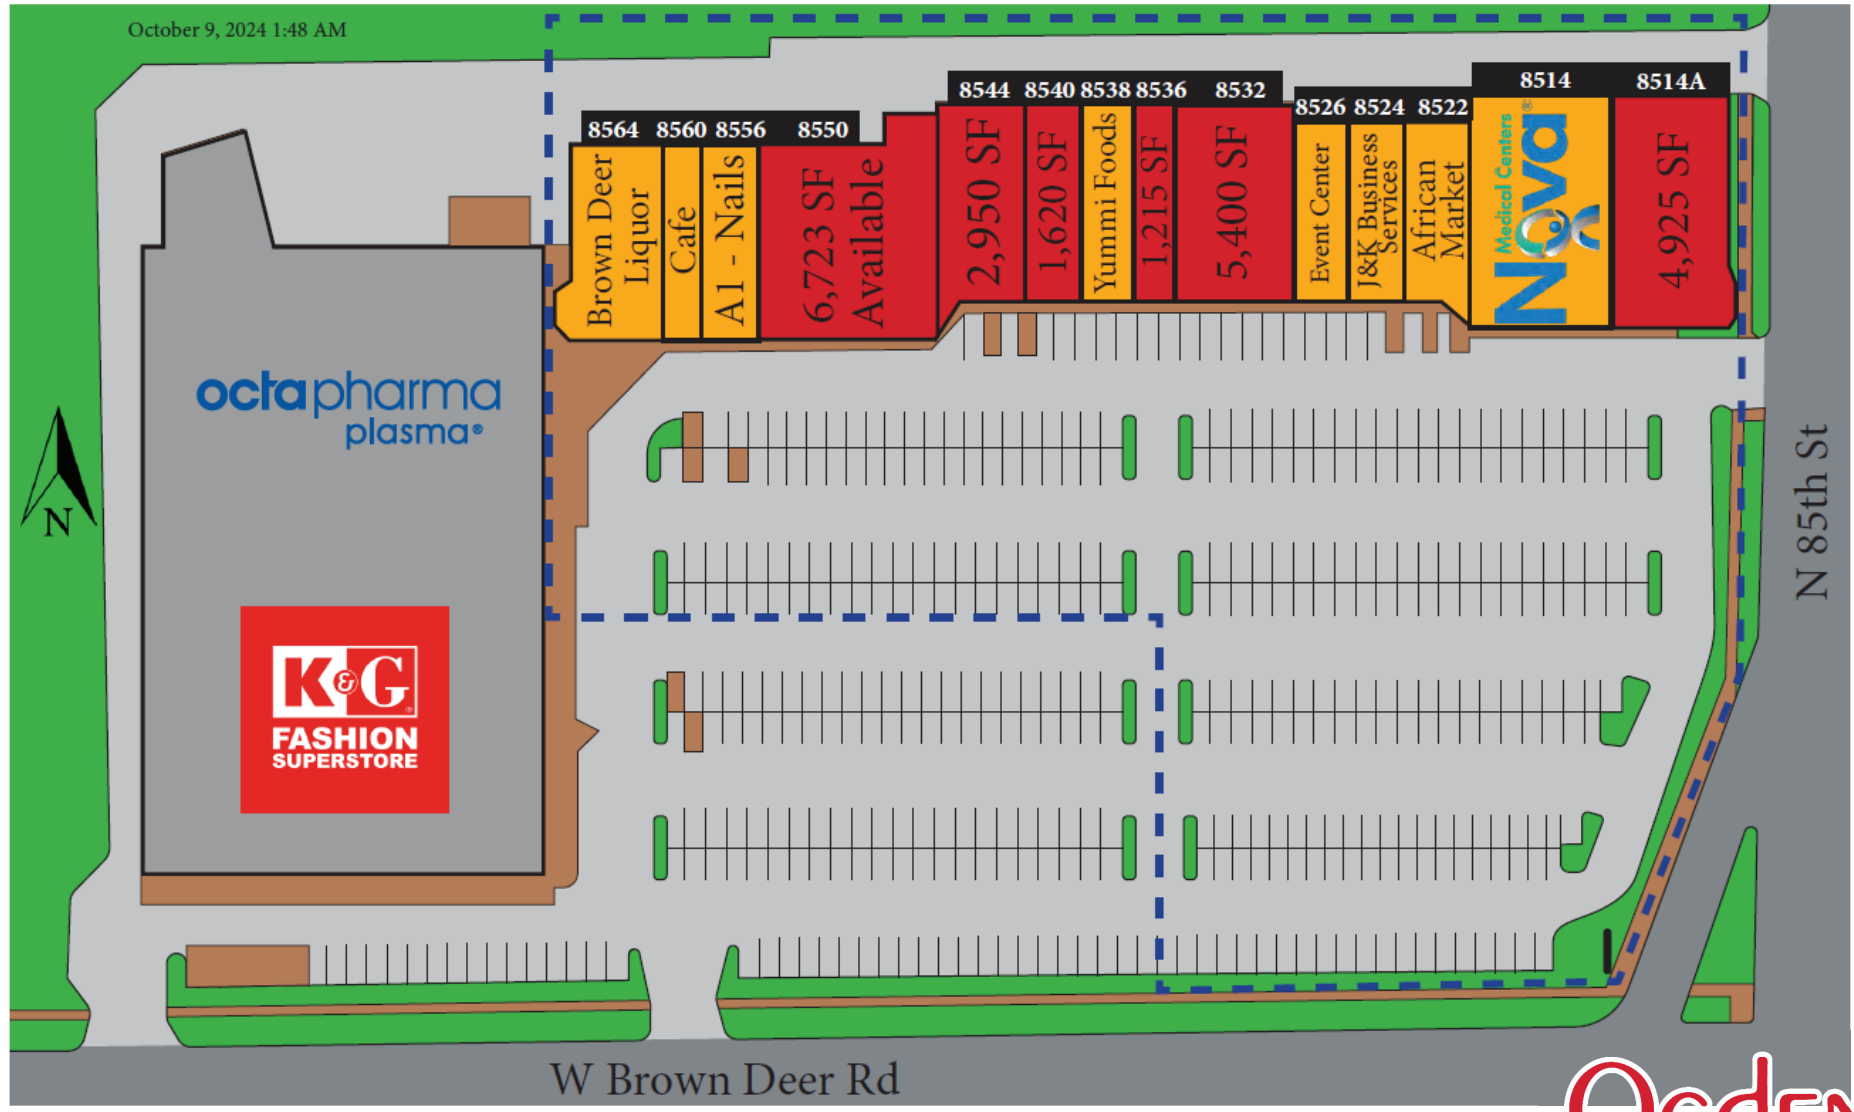 October 9, 2024 1:48 AM
8564 8560 8556 8550
8544 8540 8538 8536 8532
8526 8524 8522
8514
8514A
Brown Deer
Liquor
Cafe
A1 - Nails
6,723 SF
Available
2,950 SF
1,620 SF
Yummi Foods
1,215 SF
5,400 SF
Event Center
J&K Business
Services
African
Market
Nova®
Medical Centers
4,925 SF
octapharma
plasma®
N
K&G®
FASHION
SUPERSTORE
N 85th St
W Brown Deer Rd
OGDEN